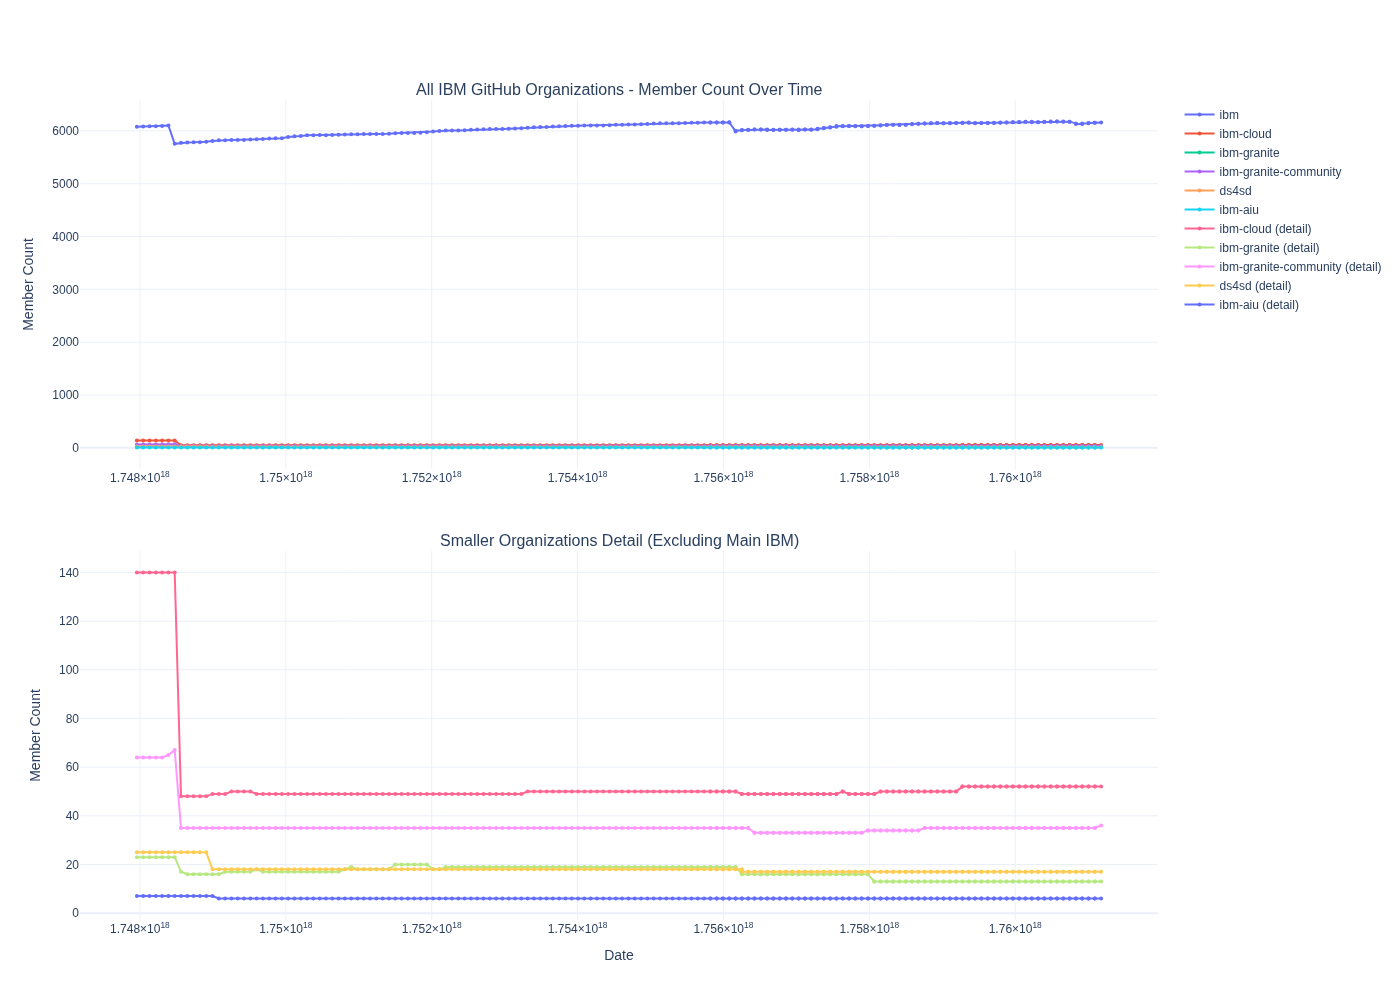 All IBM GitHub Organizations - Member Count Over Time
Member Count
6000
5000
4000
3000
2000
1000
0
1.748×10¹⁸ 1.75×10¹⁸ 1.752×10¹⁸ 1.754×10¹⁸ 1.756×10¹⁸ 1.758×10¹⁸ 1.76×10¹⁸
ibm
ibm-cloud
ibm-granite
ibm-granite-community
ds4sd
ibm-aiu
ibm-cloud (detail)
ibm-granite (detail)
ibm-granite-community (detail)
ds4sd (detail)
ibm-aiu (detail)
Smaller Organizations Detail (Excluding Main IBM)
Member Count
140
120
100
80
60
40
20
0
1.748×10¹⁸ 1.75×10¹⁸ 1.752×10¹⁸ 1.754×10¹⁸ 1.756×10¹⁸ 1.758×10¹⁸ 1.76×10¹⁸
Date